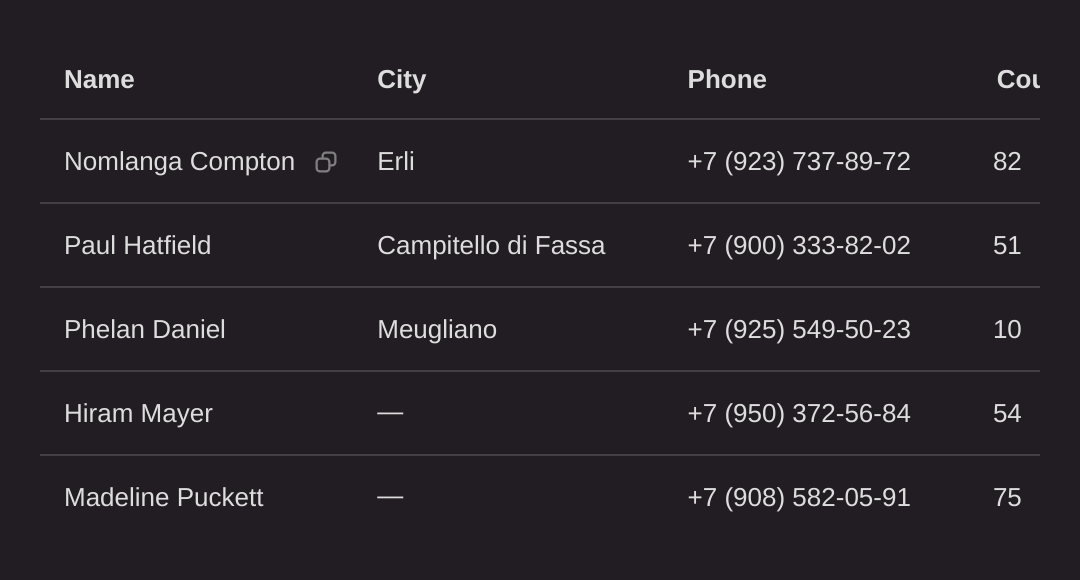 Name City Phone Cou
Nomlanga Compton Erli +7 (923) 737-89-72 82
Paul Hatfield Campitello di Fassa +7 (900) 333-82-02 51
Phelan Daniel Meugliano +7 (925) 549-50-23 10
Hiram Mayer — +7 (950) 372-56-84 54
Madeline Puckett — +7 (908) 582-05-91 75